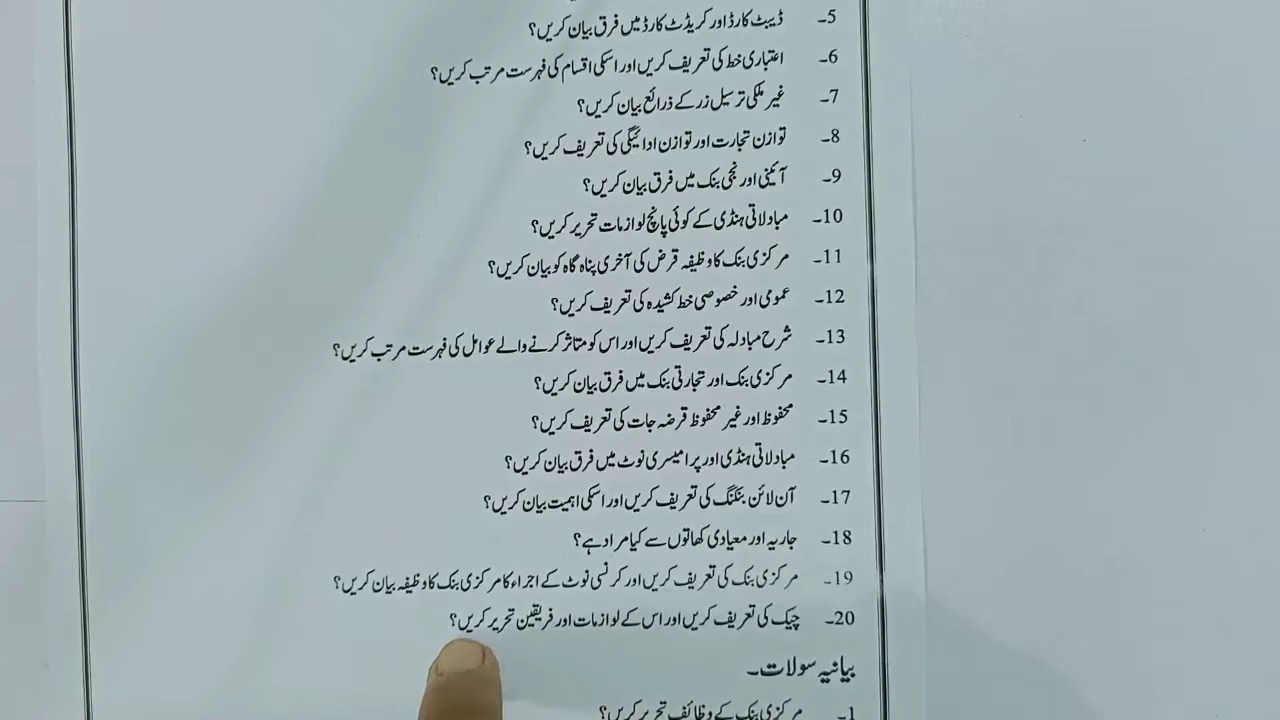 5۔ ڈیبٹ کارڈ اور کریڈٹ کارڈ میں فرق بیان کریں؟
6۔ اعتباری خط کی تعریف کریں اور اسکی اقسام کی فہرست مرتب کریں؟
7۔ غیر ملکی ترسیل زر کے ذرائع بیان کریں؟
8۔ توازن تجارت اور توازن ادائیگی کی تعریف کریں؟
9۔ آئینی اور نجی بنک میں فرق بیان کریں؟
10۔ مبادلاتی ہنڈی کے کوئی پانچ لوازمات تحریر کریں؟
11۔ مرکزی بنک کا وظیفہ قرض کی آخری پناہ گاہ کو بیان کریں؟
12۔ عمومی اور خصوصی خط کشیدہ کی تعریف کریں؟
13۔ شرح مبادلہ کی تعریف کریں اور اس کو متاثر کرنے والے عوامل کی فہرست مرتب کریں؟
14۔ مرکزی بنک اور تجارتی بنک میں فرق بیان کریں؟
15۔ محفوظ اور غیر محفوظ قرضہ جات کی تعریف کریں؟
16۔ مبادلاتی ہنڈی اور پرامیسری نوٹ میں فرق بیان کریں؟
17۔ آن لائن بنکنگ کی تعریف کریں اور اسکی اہمیت بیان کریں؟
18۔ جاریہ اور معیادی کھاتوں سے کیا مراد ہے؟
19۔ مرکزی بنک کی تعریف کریں اور کرنسی نوٹ کے اجراء کا مرکزی بنک کا وظیفہ بیان کریں؟
20۔ چیک کی تعریف کریں اور اس کے لوازمات اور فریقین تحریر کریں؟
بیانیہ سولات۔
1۔ مرکزی بنک کے وظائف تحریر کریں؟